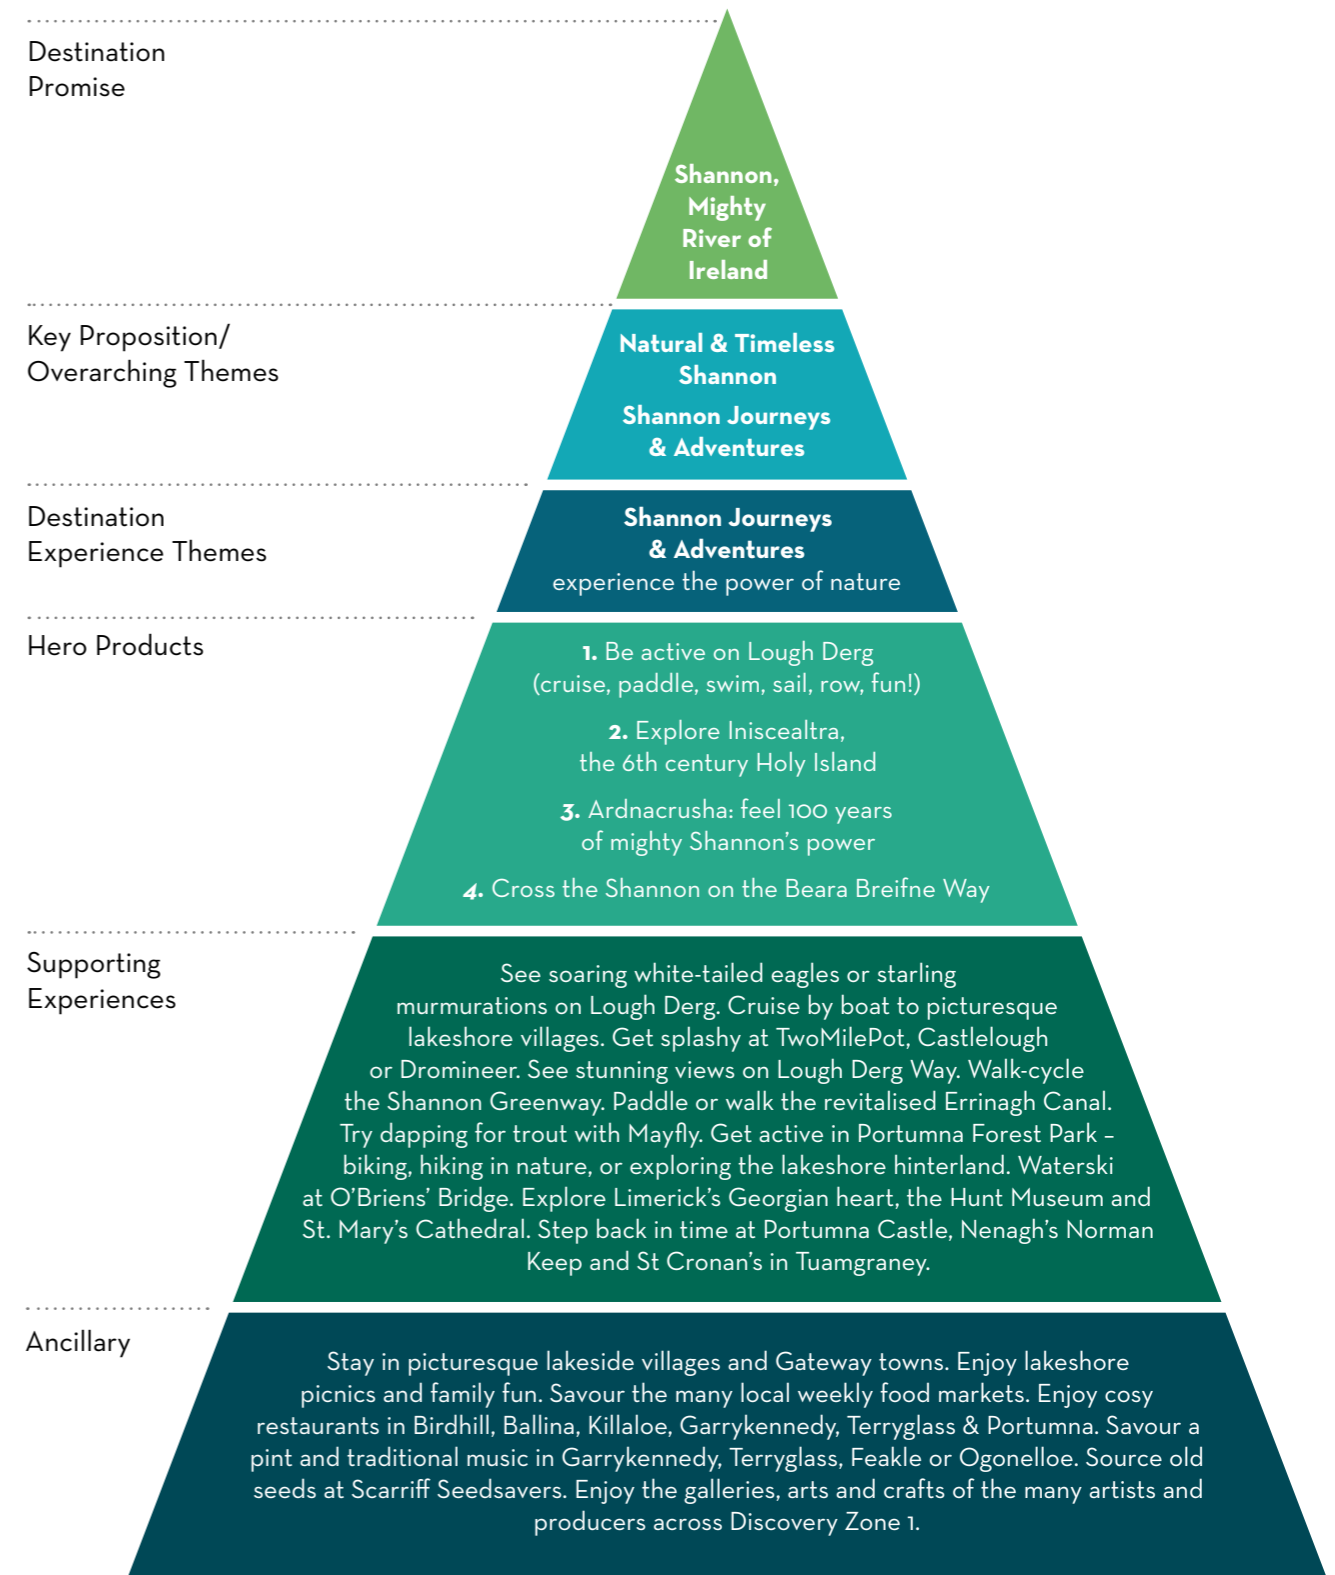 Destination
Promise
Shannon,
Mighty
River of
Ireland
Key Proposition/
Overarching Themes
Natural & Timeless
Shannon
Shannon Journeys
& Adventures
Destination
Experience Themes
Shannon Journeys
& Adventures
experience the power of nature
Hero Products
1. Be active on Lough Derg
(cruise, paddle, swim, sail, row, fun!)
2. Explore Iniscealtra,
the 6th century Holy Island
3. Ardnacrusha: feel 100 years
of mighty Shannon's power
4. Cross the Shannon on the Beara Breifne Way
Supporting
Experiences
See soaring white-tailed eagles or starling
murmurations on Lough Derg. Cruise by boat to picturesque
lakeshore villages. Get splashy at TwoMilePot, Castlelough
or Dromineer. See stunning views on Lough Derg Way. Walk-cycle
the Shannon Greenway. Paddle or walk the revitalised Errinagh Canal.
Try dapping for trout with Mayfly. Get active in Portumna Forest Park –
biking, hiking in nature, or exploring the lakeshore hinterland. Waterski
at O'Briens' Bridge. Explore Limerick's Georgian heart, the Hunt Museum and
St. Mary's Cathedral. Step back in time at Portumna Castle, Nenagh's Norman
Keep and St Cronan's in Tuamgraney.
Ancillary
Stay in picturesque lakeside villages and Gateway towns. Enjoy lakeshore
picnics and family fun. Savour the many local weekly food markets. Enjoy cosy
restaurants in Birdhill, Ballina, Killaloe, Garrykennedy, Terryglass & Portumna. Savour a
pint and traditional music in Garrykennedy, Terryglass, Feakle or Ogonelloe. Source old
seeds at Scarriff Seedsavers. Enjoy the galleries, arts and crafts of the many artists and
producers across Discovery Zone 1.